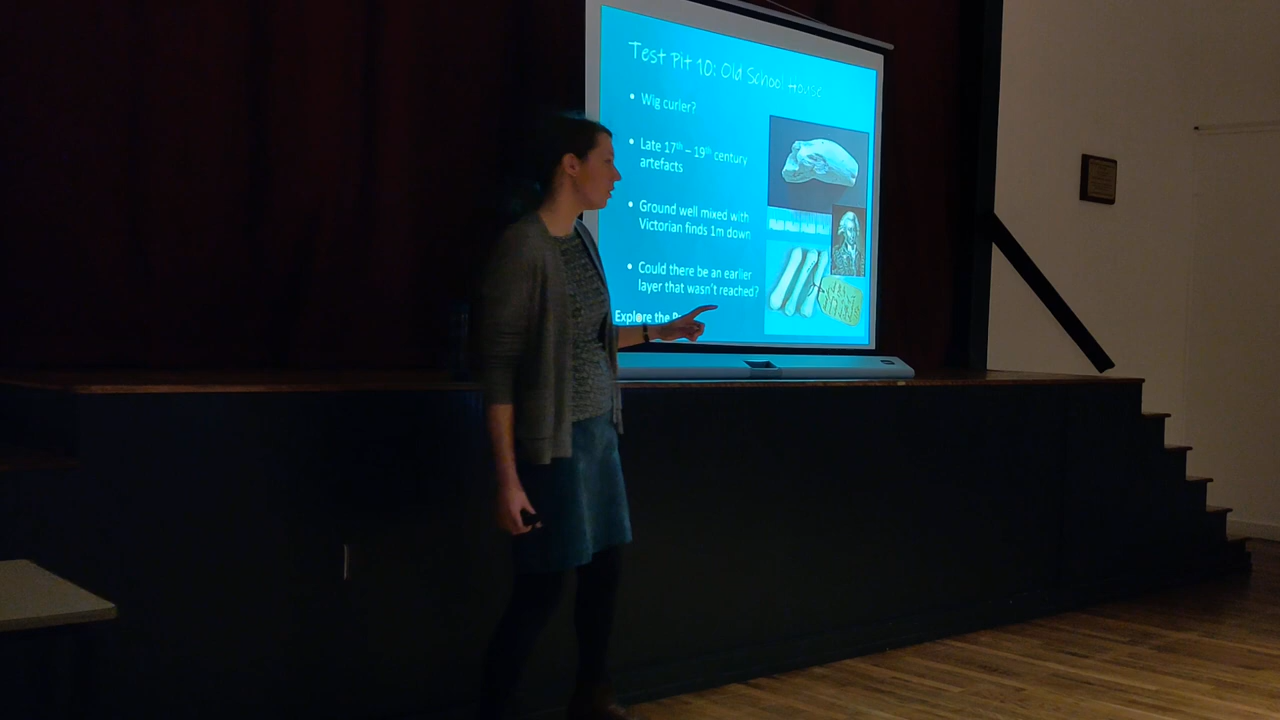 Test Pit 10: Old School House
Wig curler?
Late 17th – 19th century
artefacts
Ground well mixed with
Victorian finds 1m down
Could there be an earlier
layer that wasn't reached?
Explore the